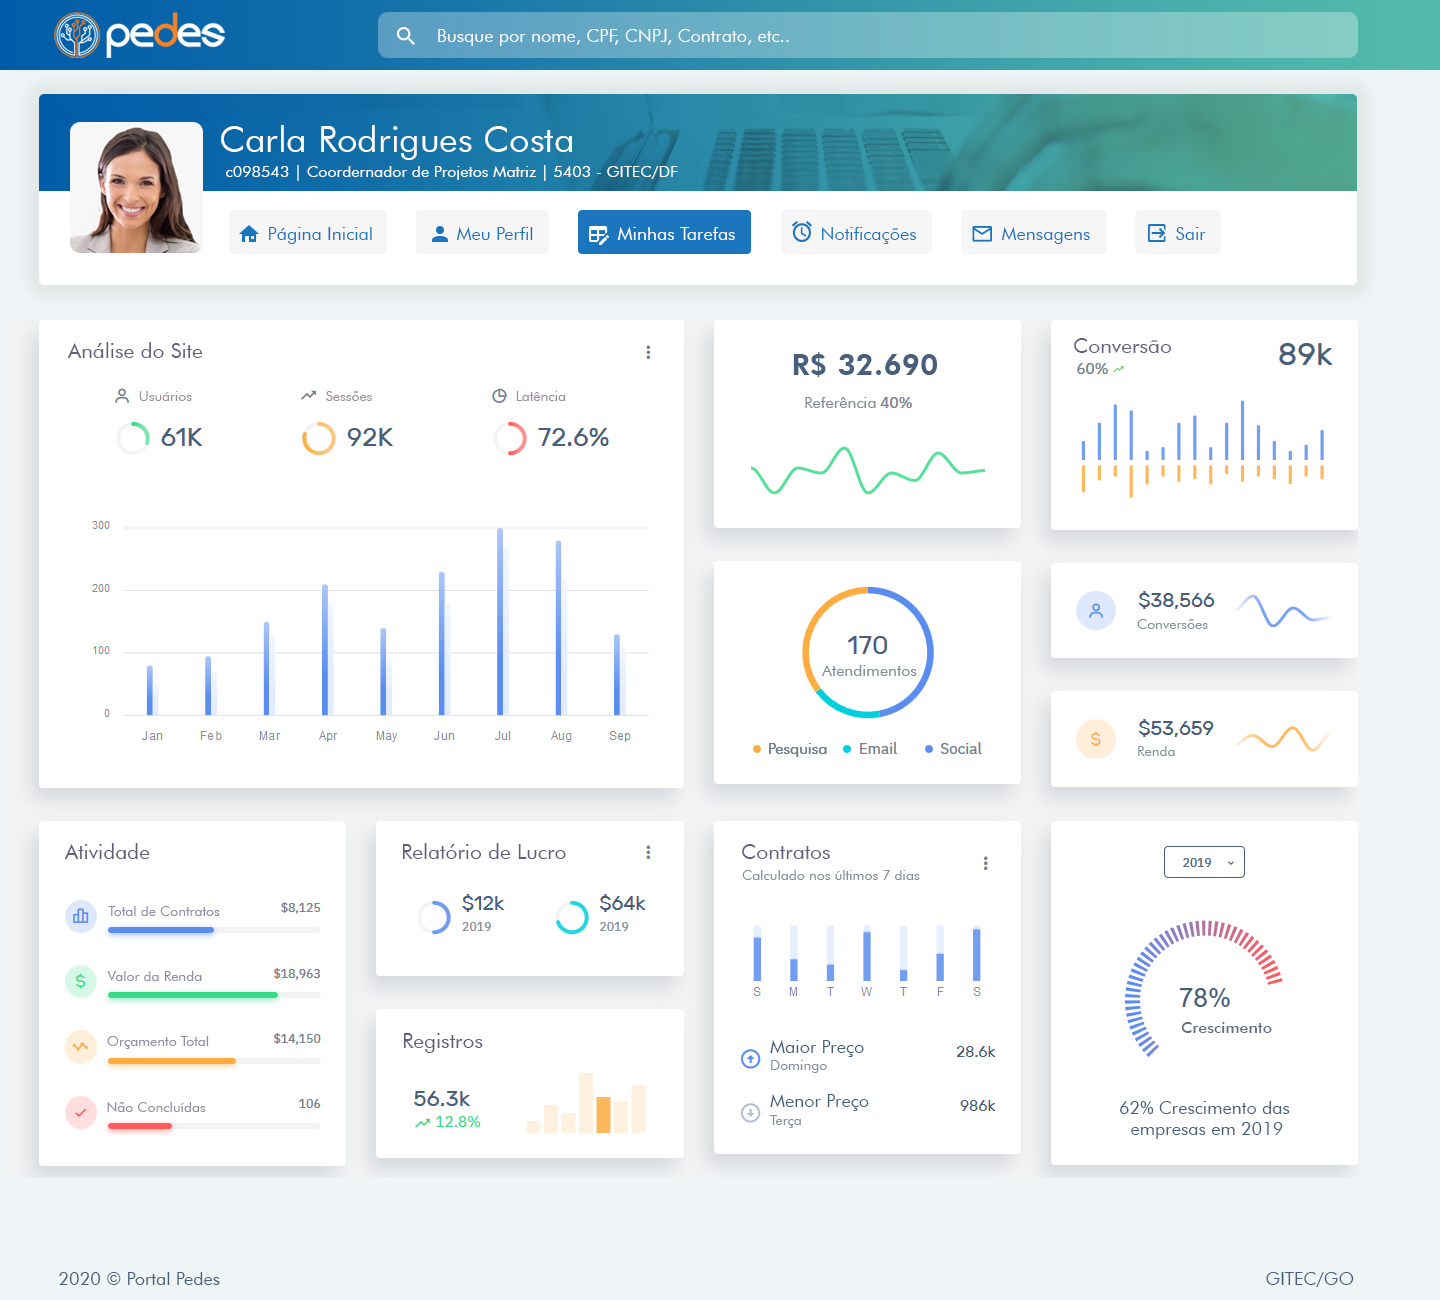 pedes
Busque por nome, CPF, CNPJ, Contrato, etc..
Carla Rodrigues Costa
c098543 | Coordernador de Projetos Matriz | 5403 - GITEC/DF
Página Inicial
Meu Perfil
Minhas Tarefas
Notificações
Mensagens
Sair
Análise do Site
Usuários
61K
Sessões
92K
Latência
72.6%
300
200
100
0
Jan Feb Mar Apr May Jun Jul Aug Sep
R$ 32.690
Referência 40%
Conversão
60%
89k
170
Atendimentos
Pesquisa Email Social
$38,566
Conversões
$53,659
Renda
Atividade
Total de Contratos $8,125
Valor da Renda $18,963
Orçamento Total $14,150
Não Concluídas 106
Relatório de Lucro
$12k
2019
$64k
2019
Registros
56.3k
12.8%
Contratos
Calculado nos últimos 7 dias
S M T W T F S
Maior Preço 28.6k
Domingo
Menor Preço 986k
Terça
2019
78%
Crescimento
62% Crescimento das
empresas em 2019
2020 © Portal Pedes
GITEC/GO